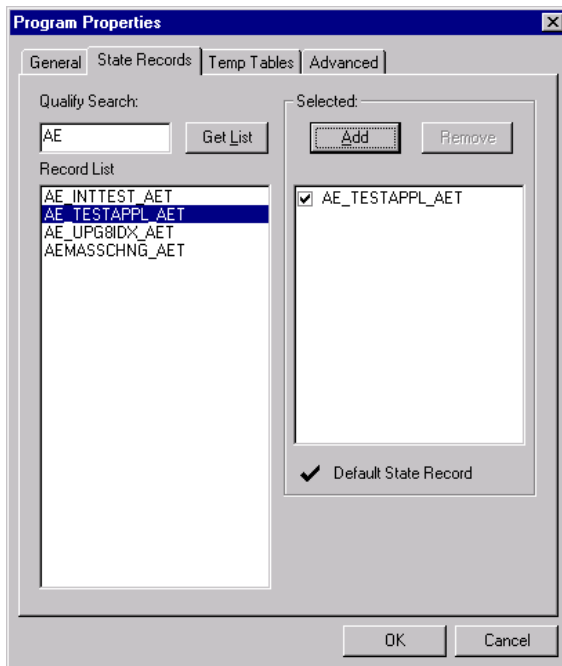 Program Properties
General State Records Temp Tables Advanced
Qualify Search:
AE
Get List
Record List
AE_INTTEST_AET
AE_TESTAPPL_AET
AE_UPG8IDX_AET
AEMASSCHNG_AET
Selected:
Add Remove
AE_TESTAPPL_AET
Default State Record
OK Cancel